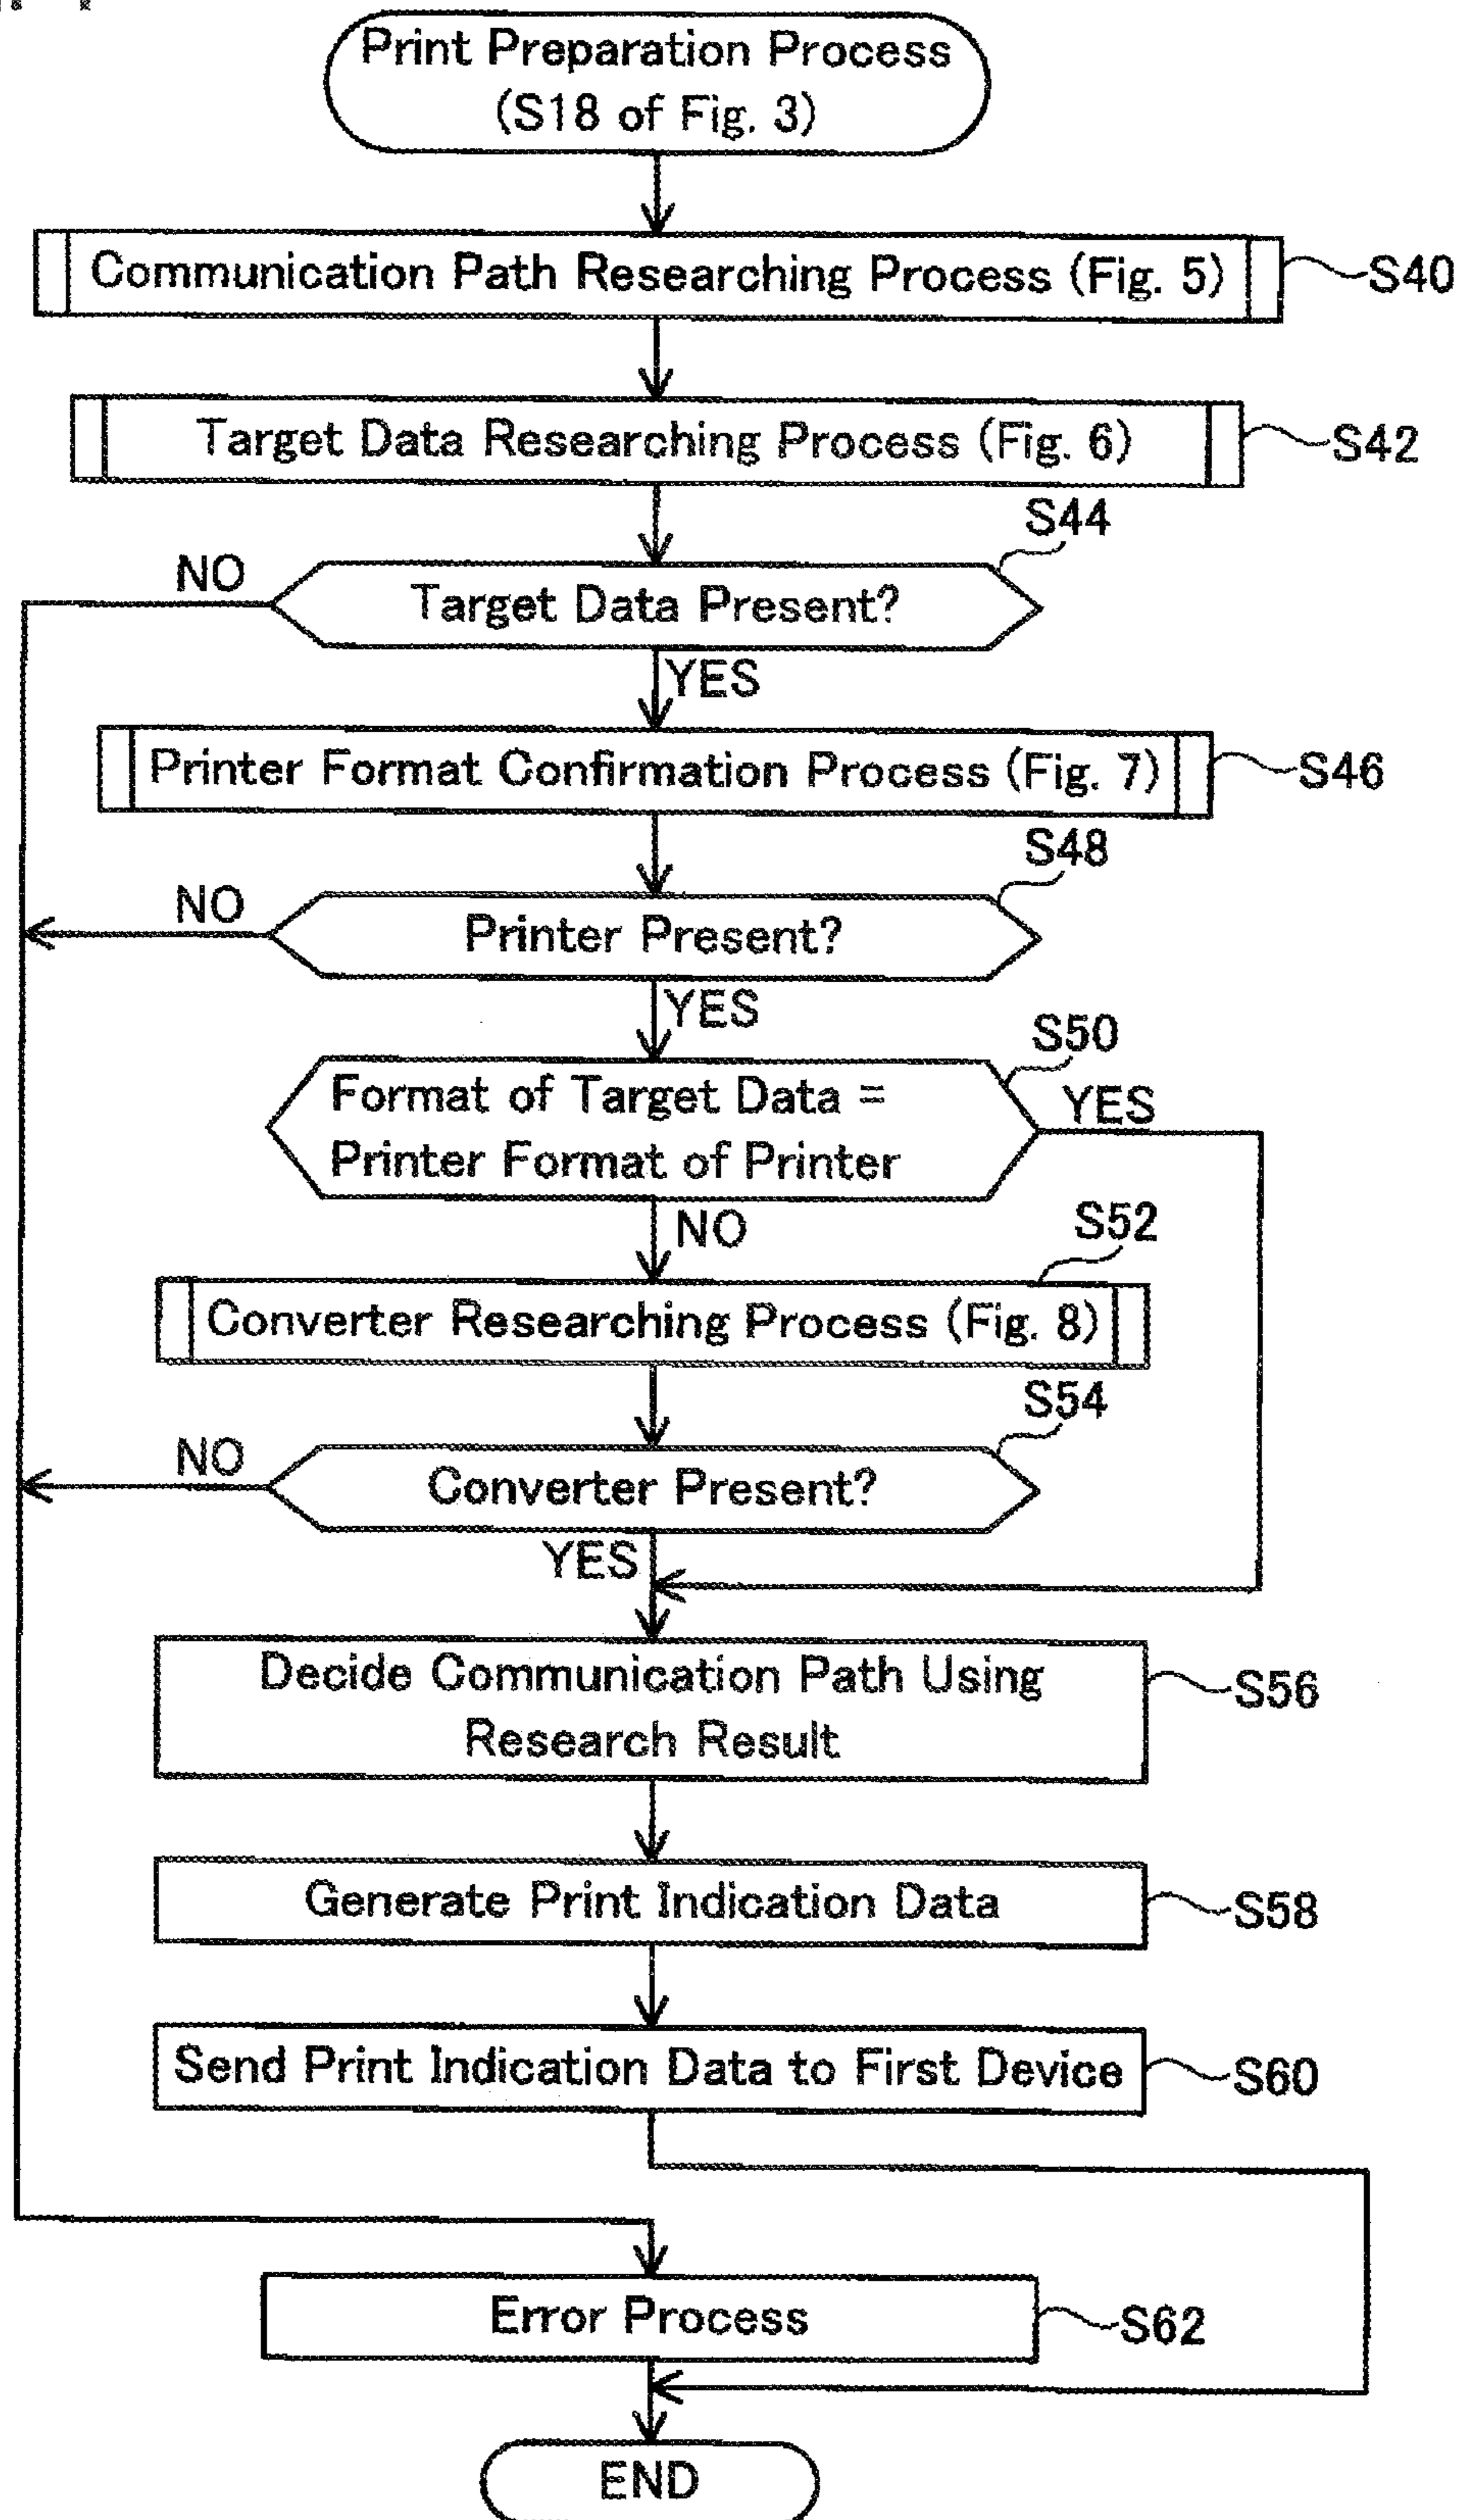 Print Preparation Process
(S18 of Fig. 3)
Communication Path Researching Process (Fig. 5)
S40
Target Data Researching Process (Fig. 6)
S42
S44
NO
Target Data Present?
YES
Printer Format Confirmation Process (Fig. 7)
S46
S48
NO
Printer Present?
YES
S50
Format of Target Data =
Printer Format of Printer
YES
NO
S52
Converter Researching Process (Fig. 8)
S54
NO
Converter Present?
YES
Decide Communication Path Using
Research Result
S56
Generate Print Indication Data
S58
Send Print Indication Data to First Device
S60
Error Process
S62
END